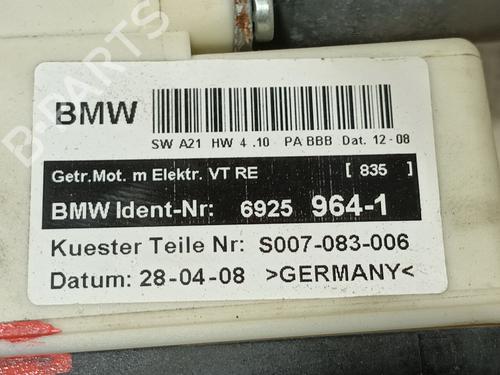 BMW
SW A21 HW 4 .10 PA BBB Dat. 12-08
Getr.Mot. m Elektr. VT RE [ 835 ]
BMW Ident-Nr: 6925 964-1
Kuester Teile Nr: S007-083-006
Datum: 28-04-08 >GERMANY<
B-PARTS